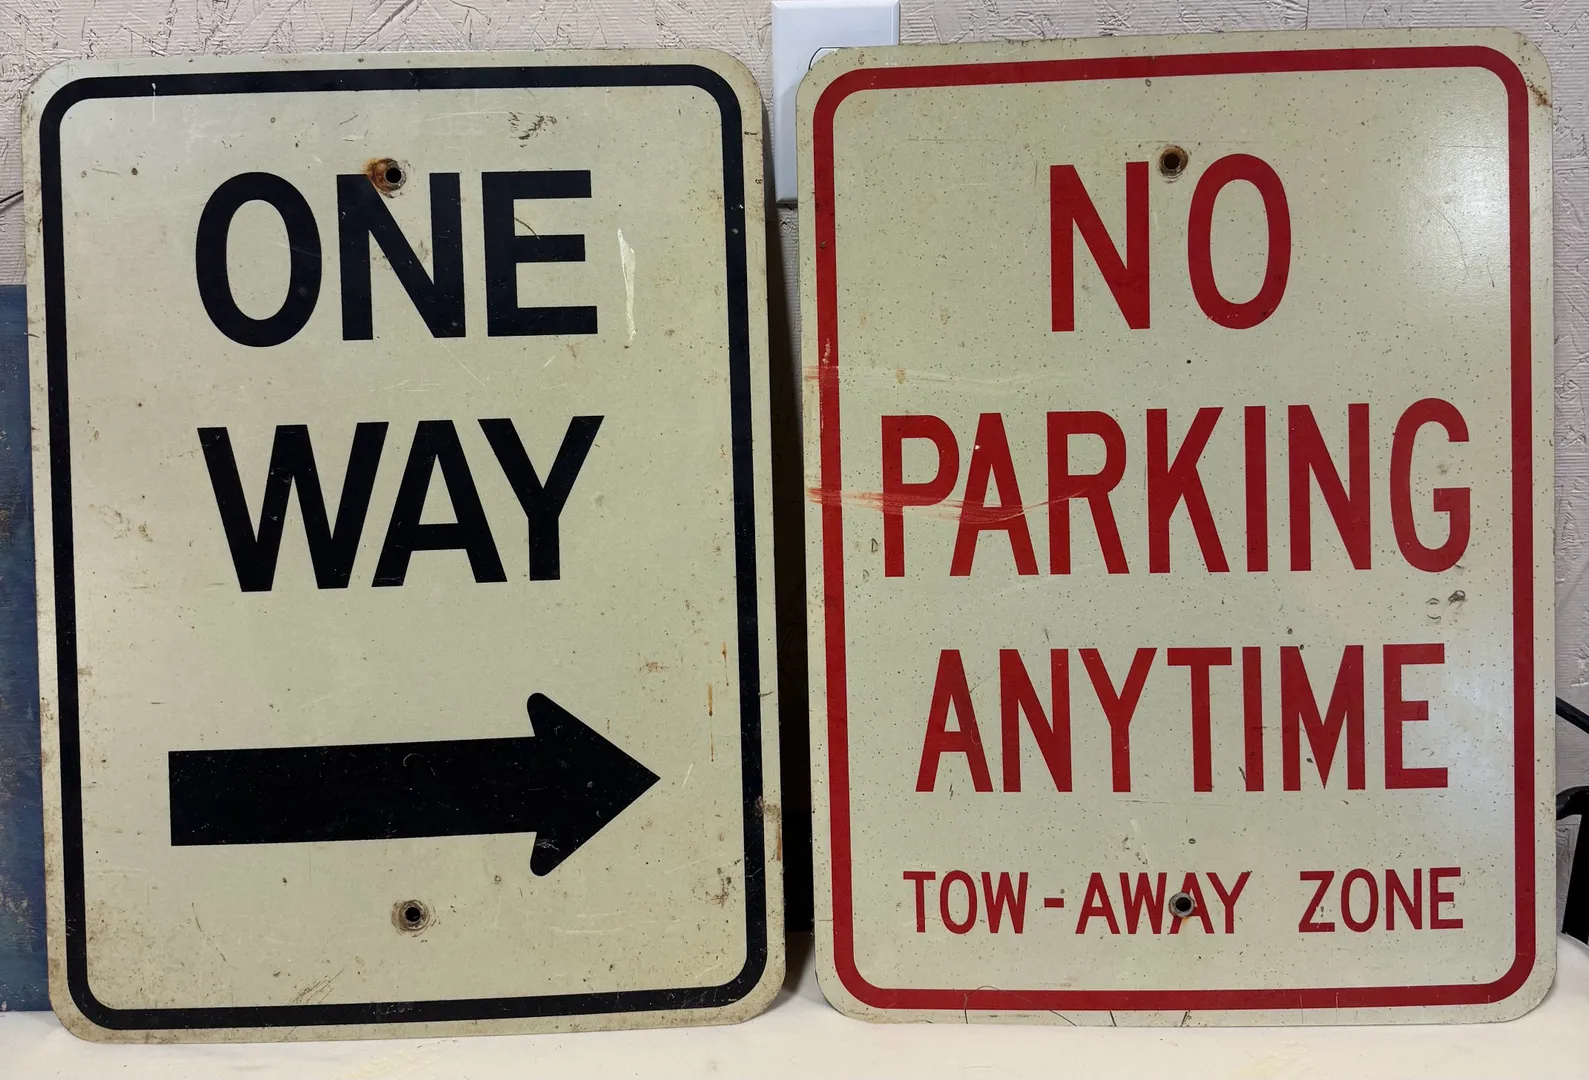 ONE
WAY
NO
PARKING
ANYTIME
TOW-AWAY ZONE